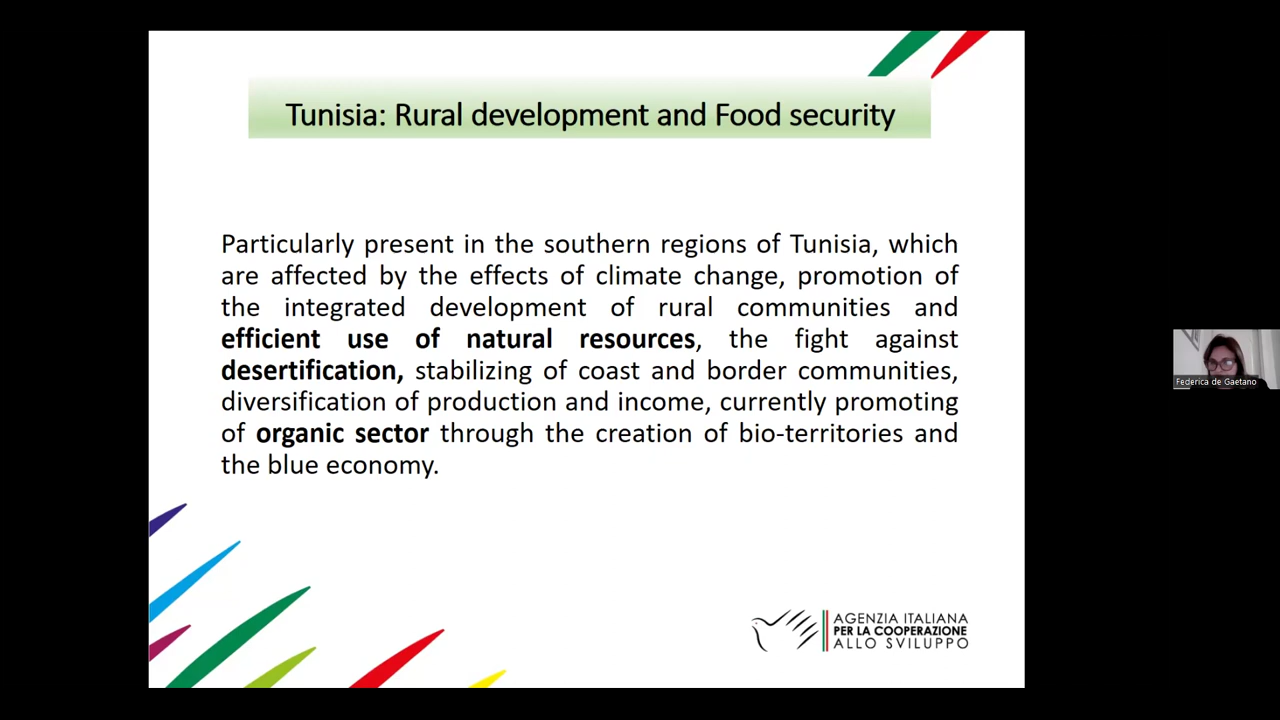 Tunisia: Rural development and Food security
Particularly present in the southern regions of Tunisia, which
are affected by the effects of climate change, promotion of
the integrated development of rural communities and
efficient use of natural resources, the fight against
desertification, stabilizing of coast and border communities,
diversification of production and income, currently promoting
of organic sector through the creation of bio-territories and
the blue economy.
Federica de Gaetano
AGENZIA ITALIANA
PER LA COOPERAZIONE
ALLO SVILUPPO